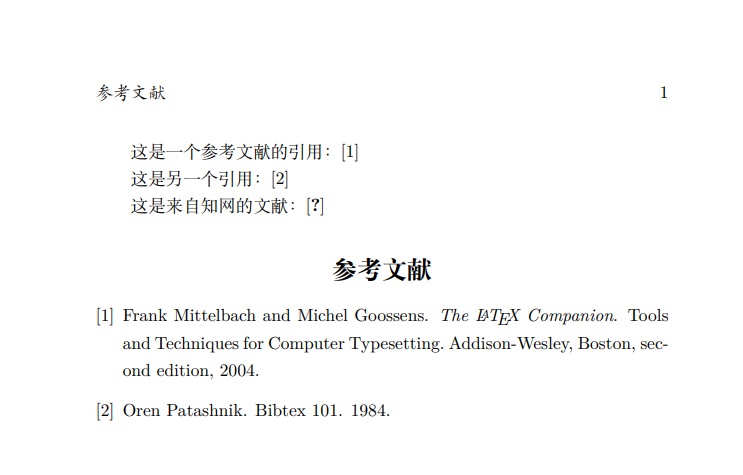 参考文献 1
这是一个参考文献的引用：[1]
这是另一个引用：[2]
这是来自知网的文献：[?]
参考文献
[1] Frank Mittelbach and Michel Goossens. The LATEX Companion. Tools
and Techniques for Computer Typesetting. Addison-Wesley, Boston, sec-
ond edition, 2004.
[2] Oren Patashnik. Bibtex 101. 1984.